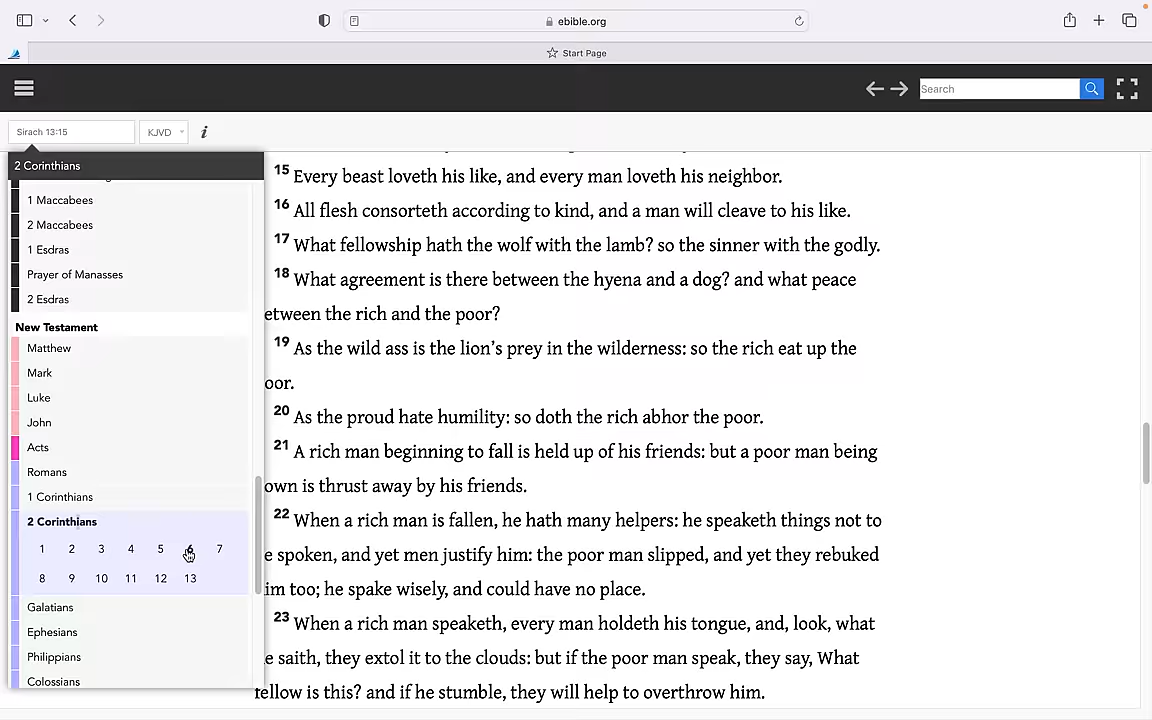 ebible.org
Start Page
Search
Sirach 13:15
KJVD
i
2 Corinthians
1 Maccabees
2 Maccabees
1 Esdras
Prayer of Manasses
2 Esdras
New Testament
Matthew
Mark
Luke
John
Acts
Romans
1 Corinthians
2 Corinthians
1 2 3 4 5 6 7
8 9 10 11 12 13
Galatians
Ephesians
Philippians
Colossians
15 Every beast loveth his like, and every man loveth his neighbor.
16 All flesh consorteth according to kind, and a man will cleave to his like.
17 What fellowship hath the wolf with the lamb? so the sinner with the godly.
18 What agreement is there between the hyena and a dog? and what peace
etween the rich and the poor?
19 As the wild ass is the lion’s prey in the wilderness: so the rich eat up the
oor.
20 As the proud hate humility: so doth the rich abhor the poor.
21 A rich man beginning to fall is held up of his friends: but a poor man being
own is thrust away by his friends.
22 When a rich man is fallen, he hath many helpers: he speaketh things not to
e spoken, and yet men justify him: the poor man slipped, and yet they rebuked
im too; he spake wisely, and could have no place.
23 When a rich man speaketh, every man holdeth his tongue, and, look, what
e saith, they extol it to the clouds: but if the poor man speak, they say, What
fellow is this? and if he stumble, they will help to overthrow him.